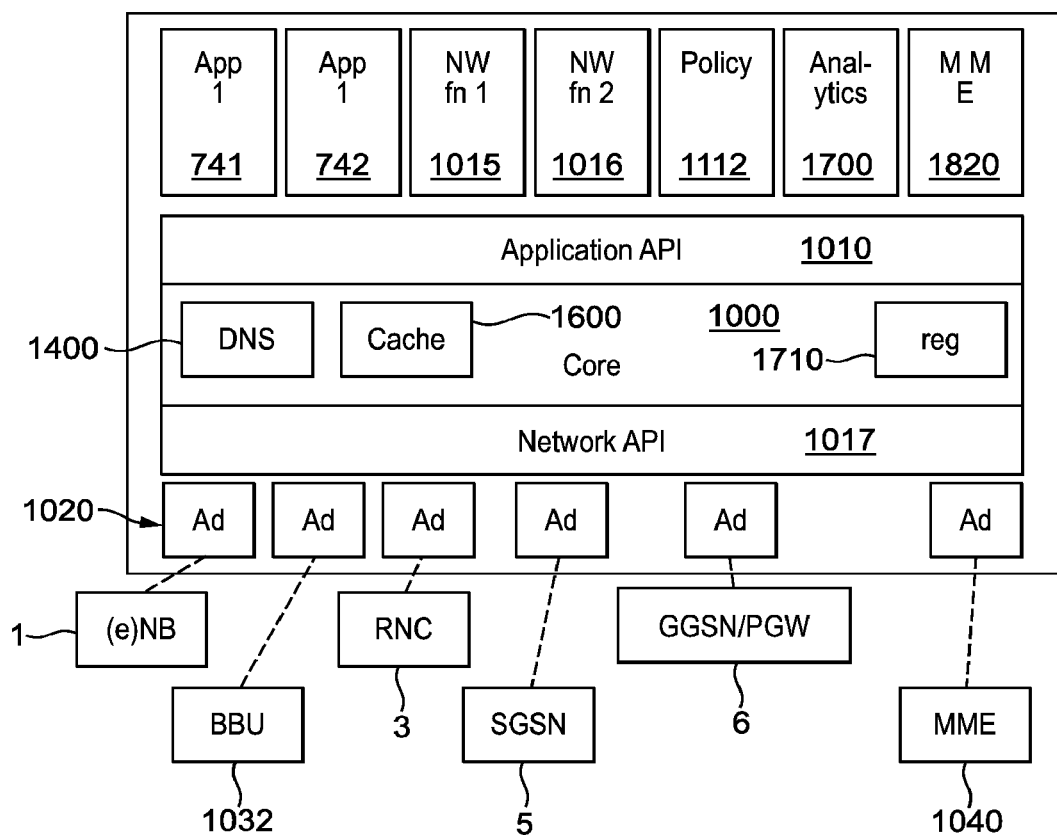 App
1
741
App
1
742
NW
fn 1
1015
NW
fn 2
1016
Policy
1112
Anal-
ytics
1700
M M
E
1820
Application API 1010
1400
DNS
Cache
1600
1000
Core
1710
reg
Network API 1017
1020
Ad
Ad
Ad
Ad
Ad
Ad
1
(e)NB
RNC
3
GGSN/PGW
6
BBU
1032
SGSN
5
MME
1040